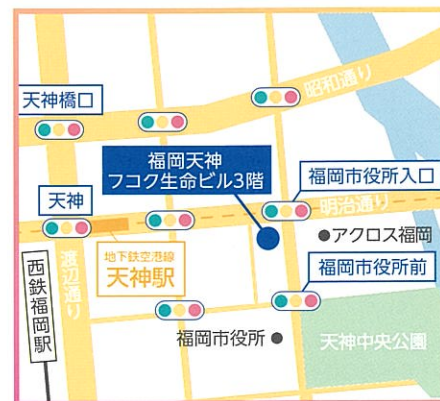 天神橋口
昭和通り
福岡天神
フコク生命ビル3階
福岡市役所入口
天神
明治通り
アクロス福岡
地下鉄空港線
天神駅
渡辺通り
西鉄福岡駅
福岡市役所前
福岡市役所
天神中央公園